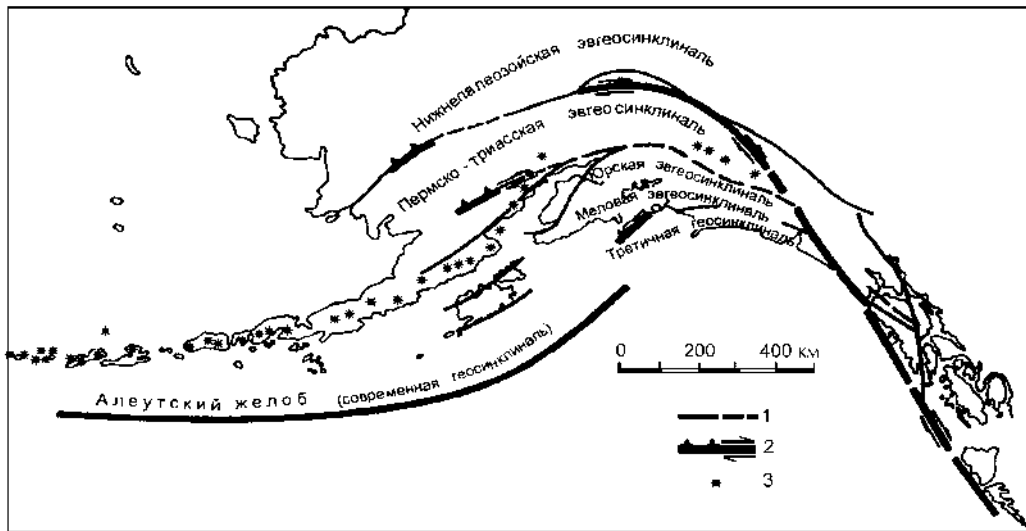 Нижнепалеозойская эвгеосинклиналь
Пермско - триасская эвгеосинклиналь
Юрская эвгеосинклиналь
Меловая эвгеосинклиналь
Третичная геосинклиналь
Алеутский желоб (современная геосинклиналь)
0 200 400 км
1
2
3